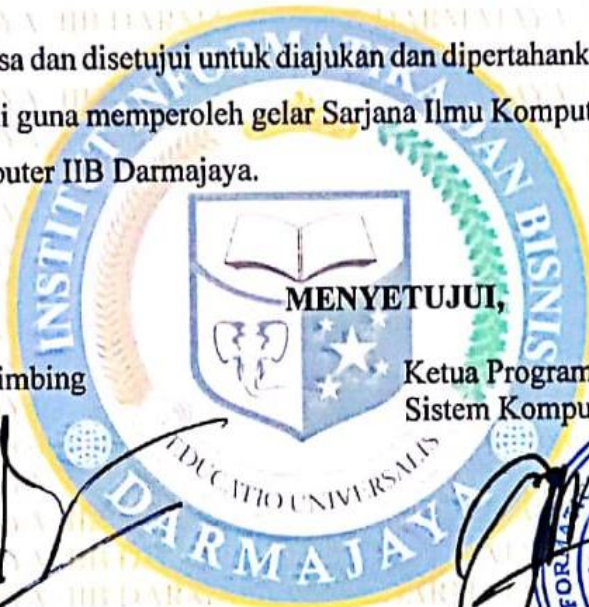 sa dan disetujui untuk diajukan dan dipertahank
i guna memperoleh gelar Sarjana Ilmu Komput
puter IIB Darmajaya.
INSTITUT INFORMATIKA DAN BISNIS
MENYETUJUI,
imbing
Ketua Program
Sistem Kompu
EDUCATIO UNIVERSALIS
DARMAJAYA
FORMATI